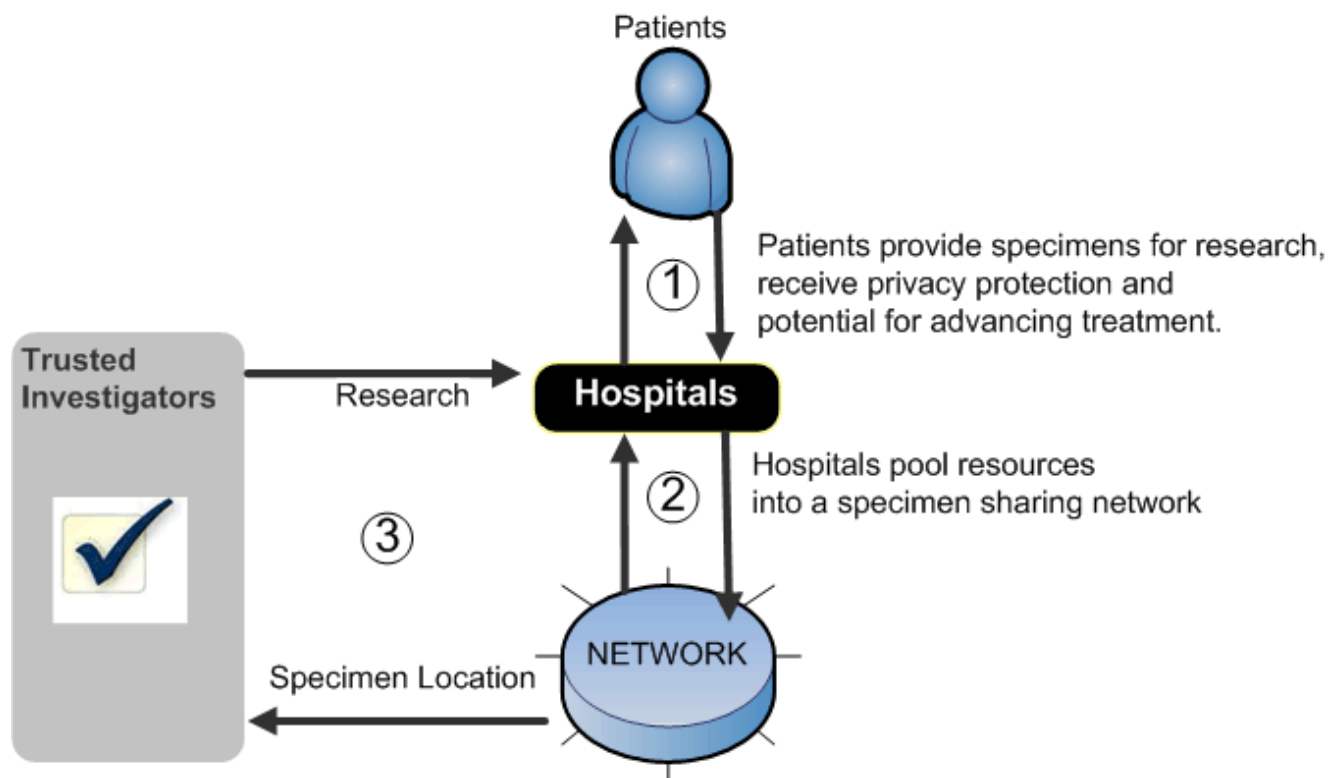 Patients
1
Patients provide specimens for research,
receive privacy protection and
potential for advancing treatment.
Trusted
Investigators
Research
Hospitals
2
Hospitals pool resources
into a specimen sharing network
3
NETWORK
Specimen Location